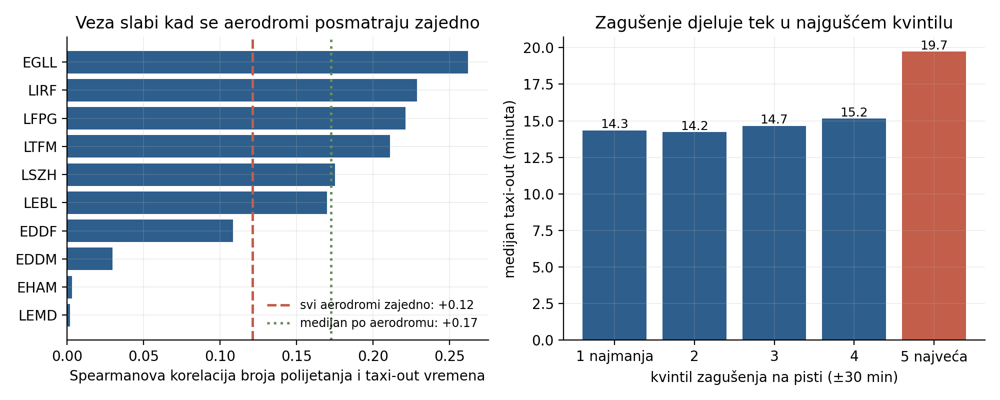 Veza slabi kad se aerodromi posmatraju zajedno
EGLL
LIRF
LFPG
LTFM
LSZH
LEBL
EDDF
EDDM
EHAM
LEMD
svi aerodromi zajedno: +0.12
medijan po aerodromu: +0.17
0.00 0.05 0.10 0.15 0.20 0.25
Spearmanova korelacija broja polijetanja i taxi-out vremena
Zagušenje djeluje tek u najgušćem kvintilu
medijan taxi-out (minuta)
20.0
17.5
15.0
12.5
10.0
7.5
5.0
2.5
0.0
14.3 14.2 14.7 15.2 19.7
1 najmanja 2 3 4 5 najveća
kvintil zagušenja na pisti (±30 min)